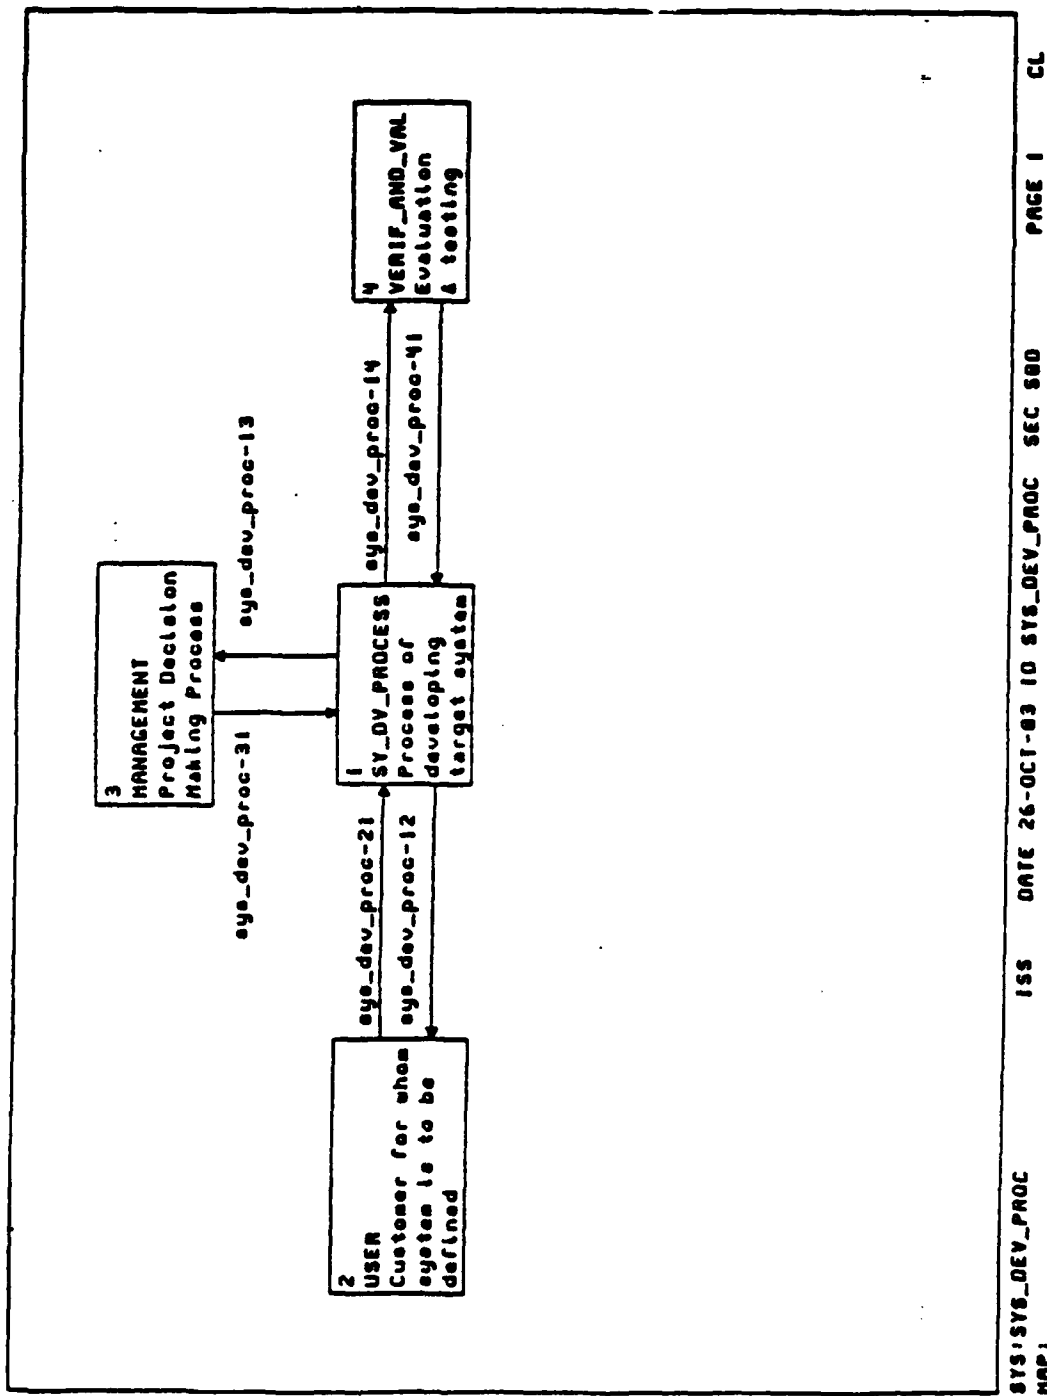 3
MANAGEMENT
Project Decision
Making Process
sys_dev_proc-31
sys_dev_proc-13
2
USER
Customer for whom
system is to be
defined
sys_dev_proc-21
sys_dev_proc-12
1
SY_DV_PROCESS
Process of
developing
target system
sys_dev_proc-14
sys_dev_proc-41
4
VERIF_AND_VAL
Evaluation
& testing
SYS:SYS_DEV_PROC ISS DATE 26-OCT-83 ID SYS_DEV_PROC SEC SBD PAGE 1 CL
MAP: